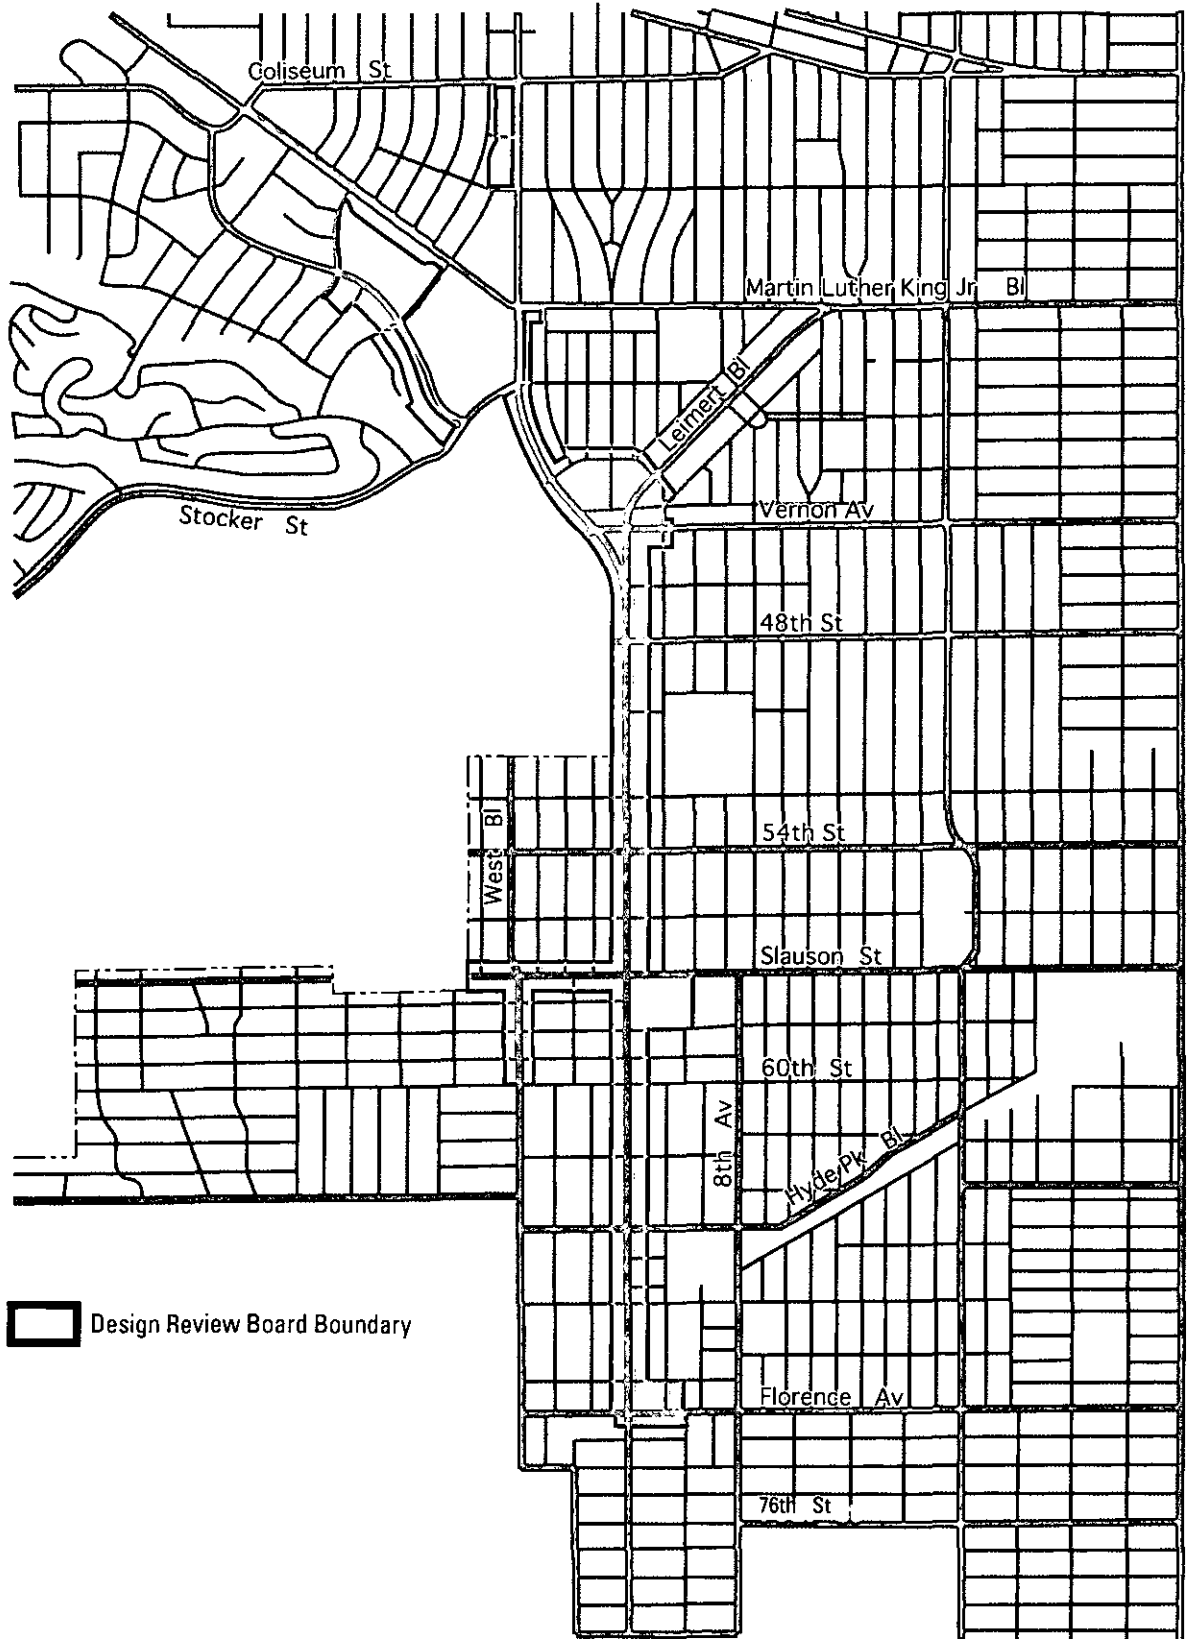 Coliseum St
Martin Luther King Jr Bl
Leimert Bl
Vernon Av
Stocker St
48th St
West Bl
54th St
Slauson St
60th St
8th Av
Hyde Pk Bl
Design Review Board Boundary
Florence Av
76th St